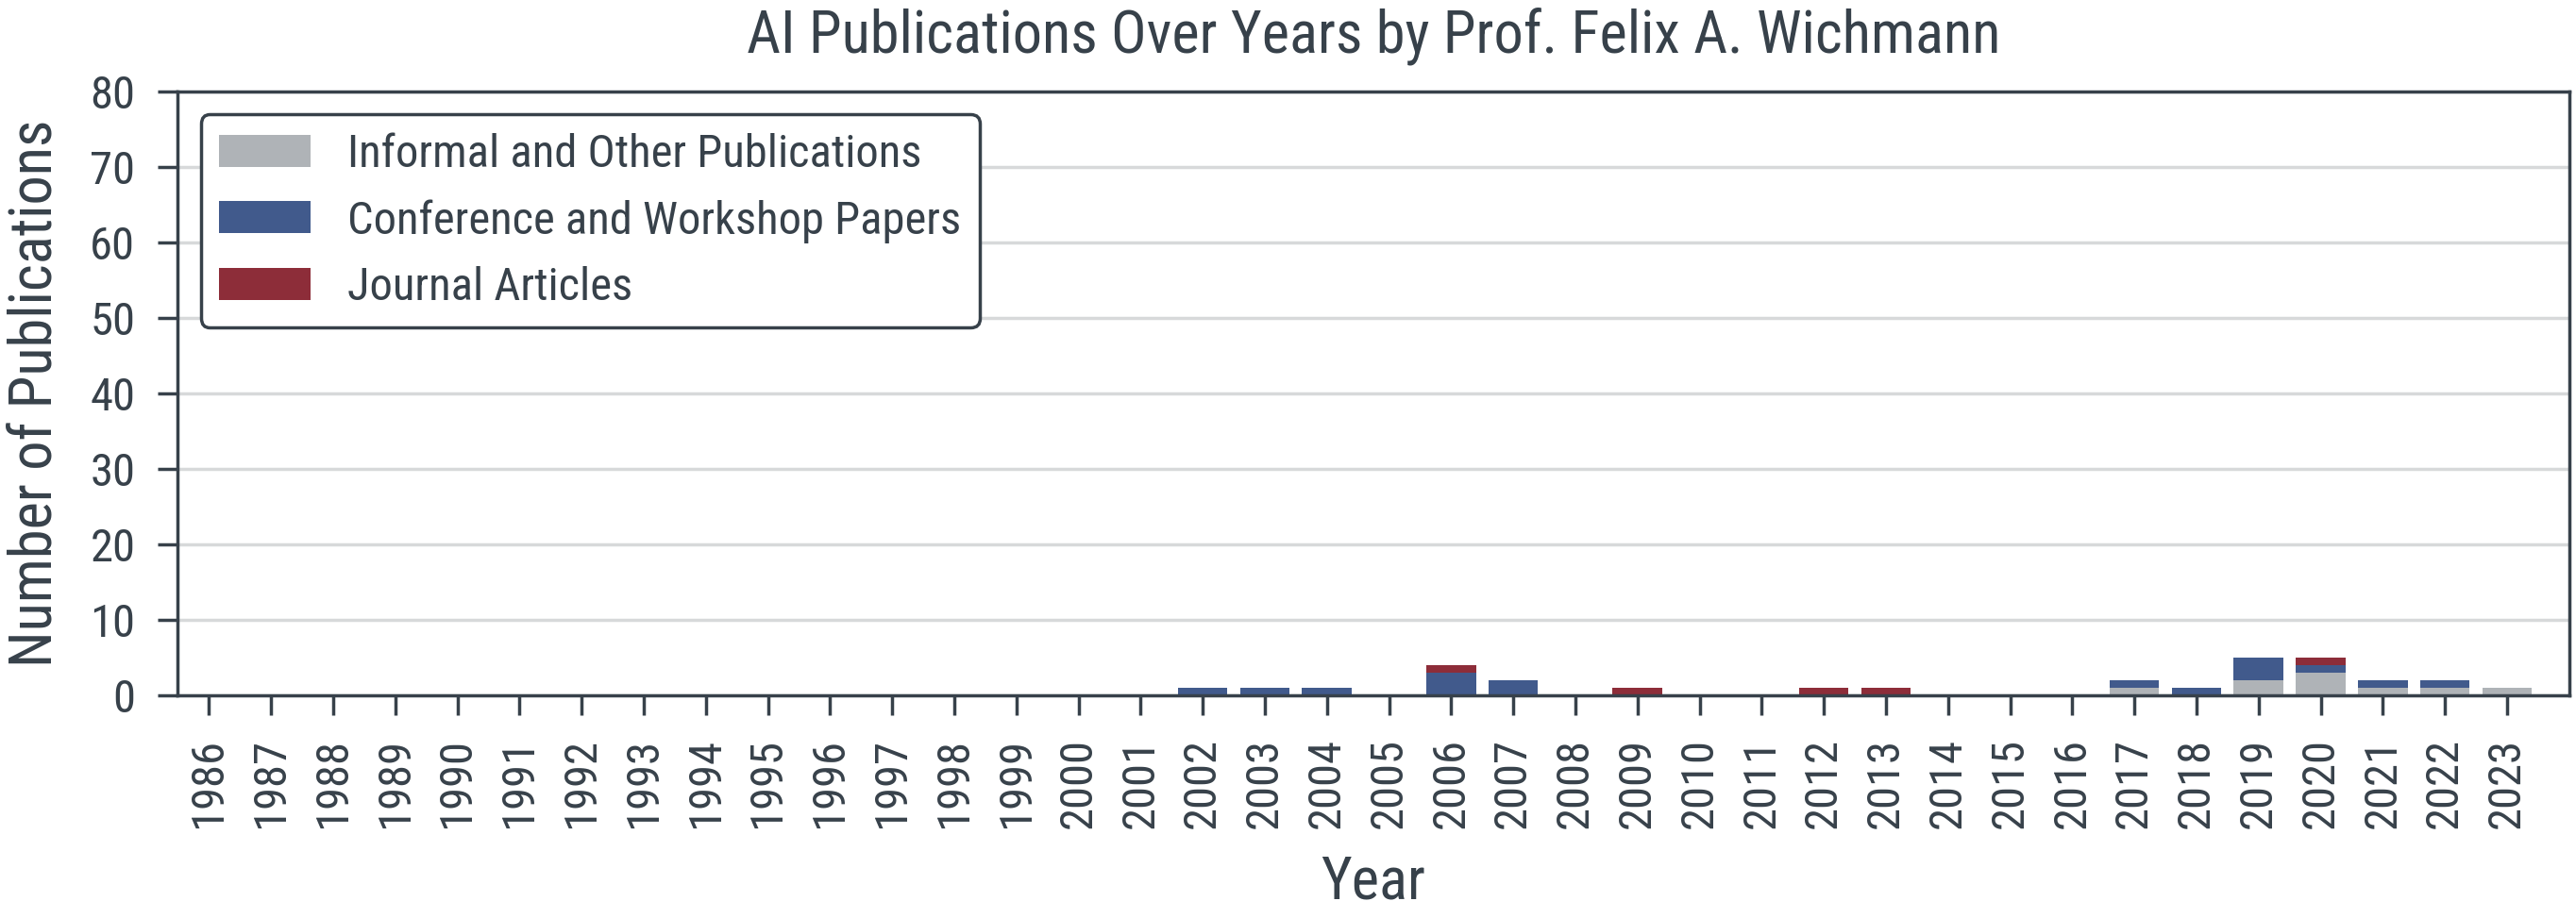 AI Publications Over Years by Prof. Felix A. Wichmann
Number of Publications
80
70
60
50
40
30
20
10
0
Informal and Other Publications
Conference and Workshop Papers
Journal Articles
1986 1987 1988 1989 1990 1991 1992 1993 1994 1995 1996 1997 1998 1999 2000 2001 2002 2003 2004 2005 2006 2007 2008 2009 2010 2011 2012 2013 2014 2015 2016 2017 2018 2019 2020 2021 2022 2023
Year